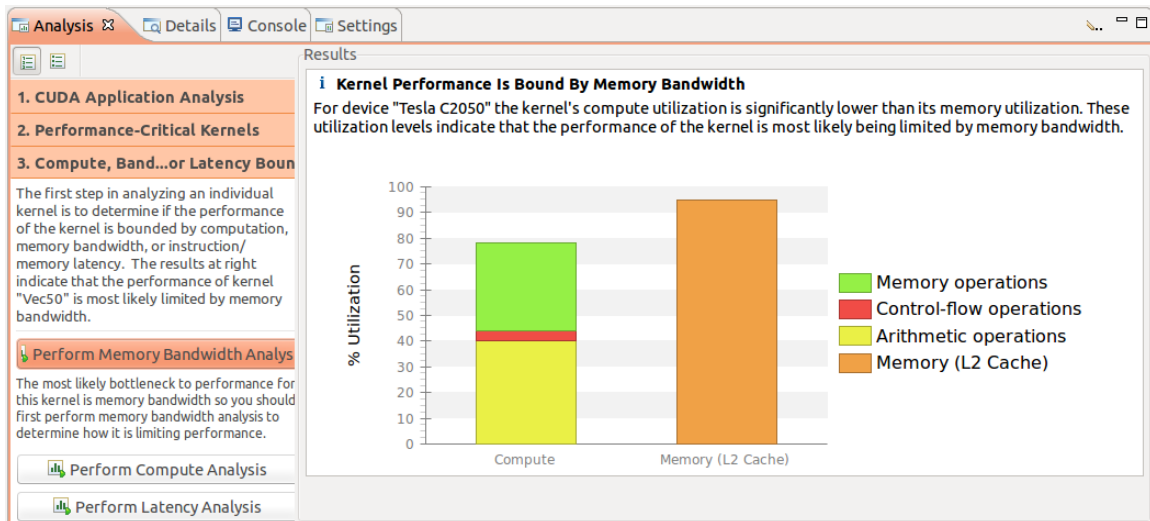 Analysis
Details
Console
Settings
1. CUDA Application Analysis
2. Performance-Critical Kernels
3. Compute, Band...or Latency Boun
The first step in analyzing an individual
kernel is to determine if the performance
of the kernel is bounded by computation,
memory bandwidth, or instruction/
memory latency. The results at right
indicate that the performance of kernel
"Vec50" is most likely limited by memory
bandwidth.
Perform Memory Bandwidth Analys
The most likely bottleneck to performance for
this kernel is memory bandwidth so you should
first perform memory bandwidth analysis to
determine how it is limiting performance.
Perform Compute Analysis
Perform Latency Analysis
Results
i Kernel Performance Is Bound By Memory Bandwidth
For device "Tesla C2050" the kernel's compute utilization is significantly lower than its memory utilization. These
utilization levels indicate that the performance of the kernel is most likely being limited by memory bandwidth.
% Utilization
100
90
80
70
60
50
40
30
20
10
0
Compute
Memory (L2 Cache)
Memory operations
Control-flow operations
Arithmetic operations
Memory (L2 Cache)